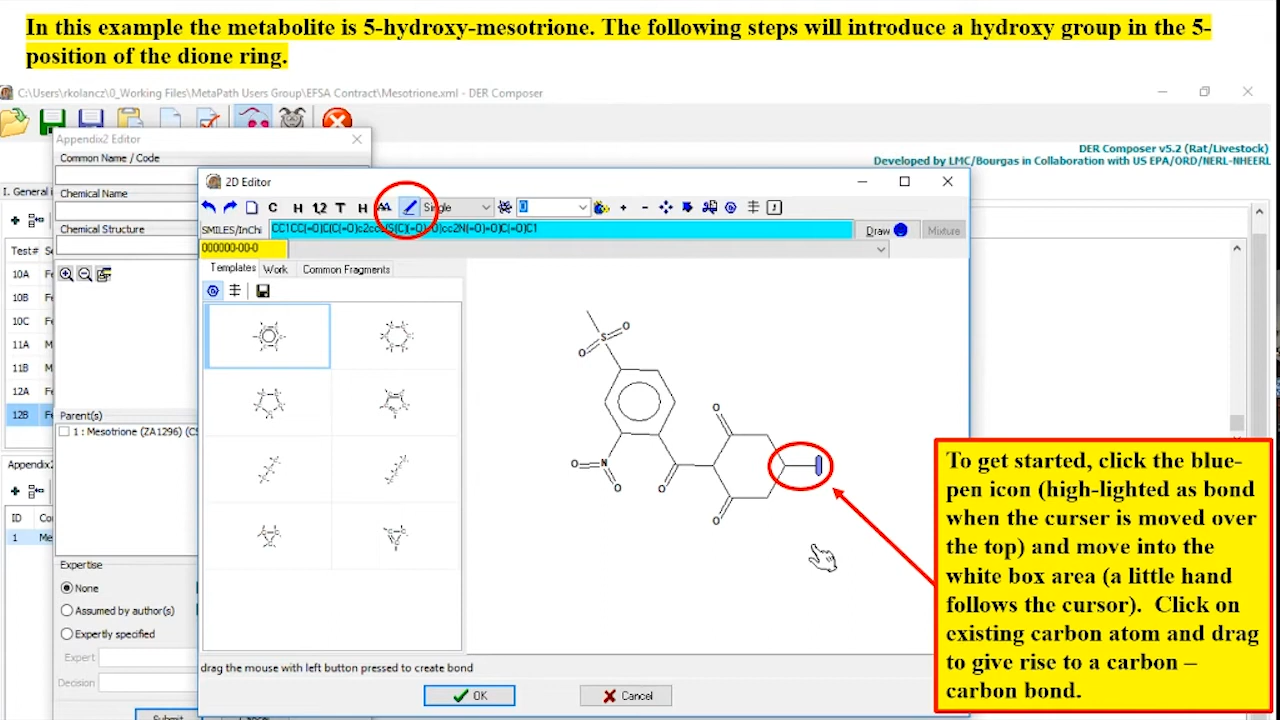 In this example the metabolite is 5-hydroxy-mesotrione. The following steps will introduce a hydroxy group in the 5-
position of the dione ring.
C:\Users\rkolancz\0_Working Files\MetaPath Users Group\EFSA Contract\Mesotrione.xml - DER Composer
DER Composer v5.2 (Rat/Livestock)
Developed by LMC/Bourgas in Collaboration with US EPA/ORD/NERL-NHEERL
Appendix2 Editor
Common Name / Code
I. General i
Chemical Name
Chemical Structure
Test#
10A
10B
10C
11A
11B
12A
12B
Parent(s)
1 : Mesotrione (ZA1296) (CS
Appendix2
ID
1
Expertise
None
Assumed by author(s)
Expertly specified
Expert
Decision
Submit
2D Editor
C H 1,2 T H AA Single 0
SMILES/InChi
Draw Mixture
000000-00-0
Templates Work Common Fragments
S O O
O
O N O O
O
drag the mouse with left button pressed to create bond
OK Cancel
To get started, click the blue-
pen icon (high-lighted as bond
when the curser is moved over
the top) and move into the
white box area (a little hand
follows the cursor). Click on
existing carbon atom and drag
to give rise to a carbon –
carbon bond.